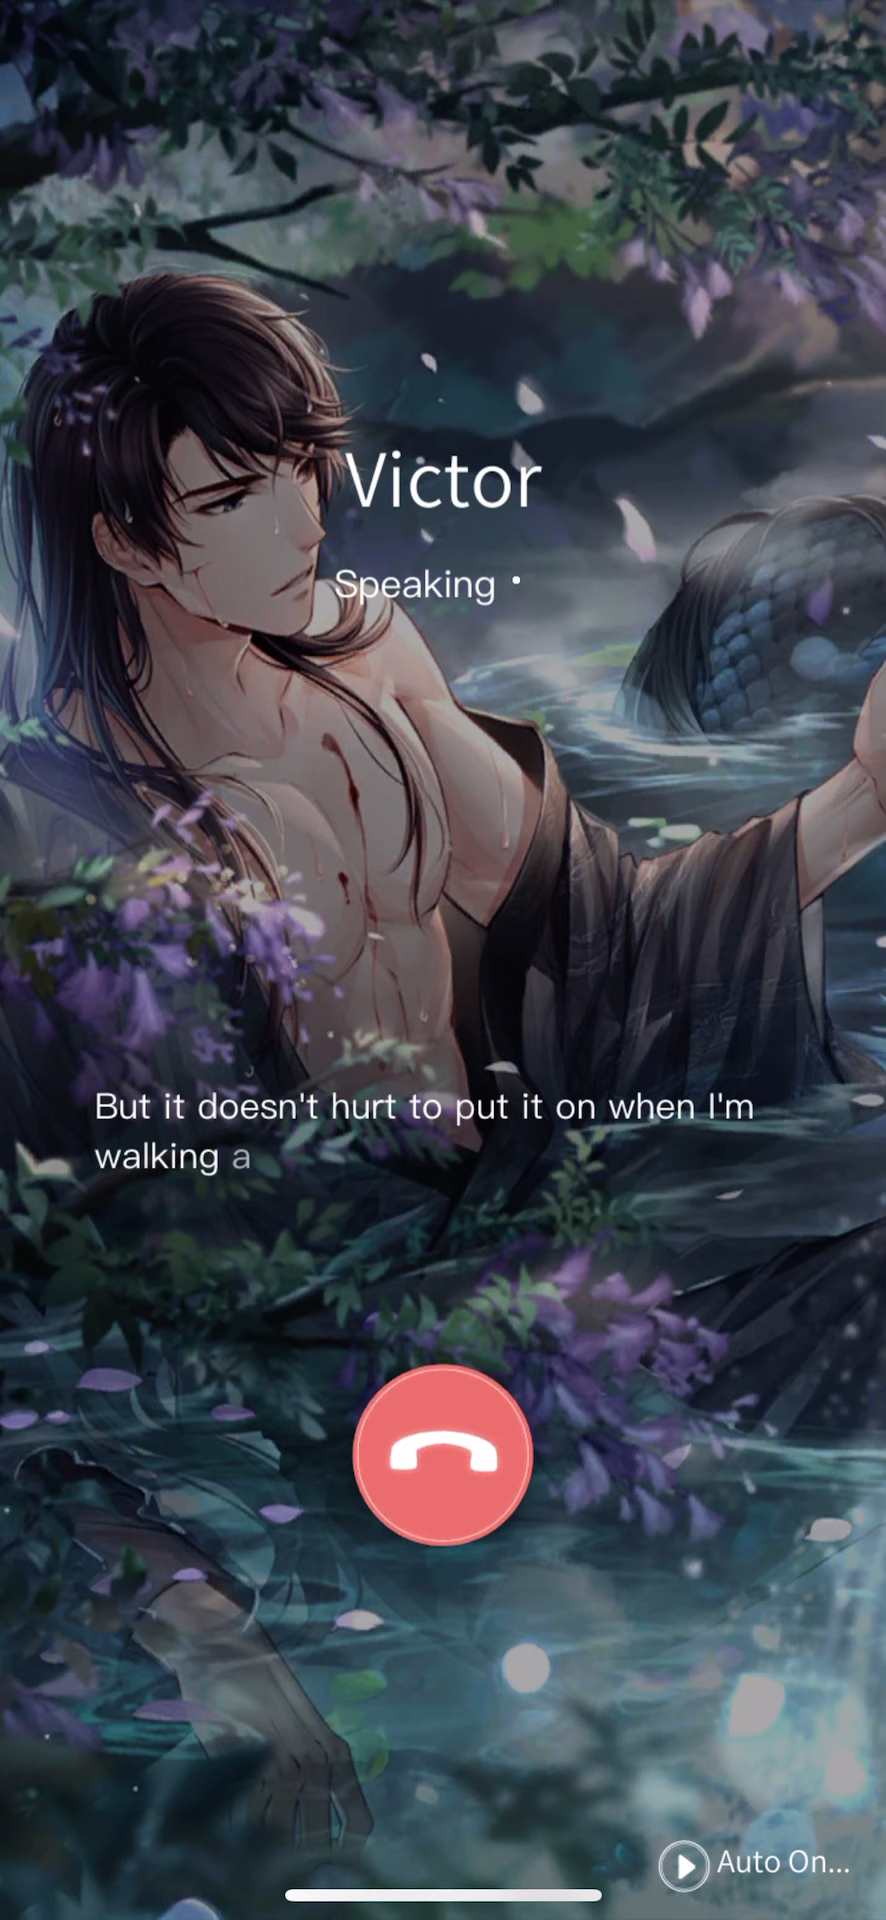 Victor
Speaking •
But it doesn't hurt to put it on when I'm
walking a
Auto On...